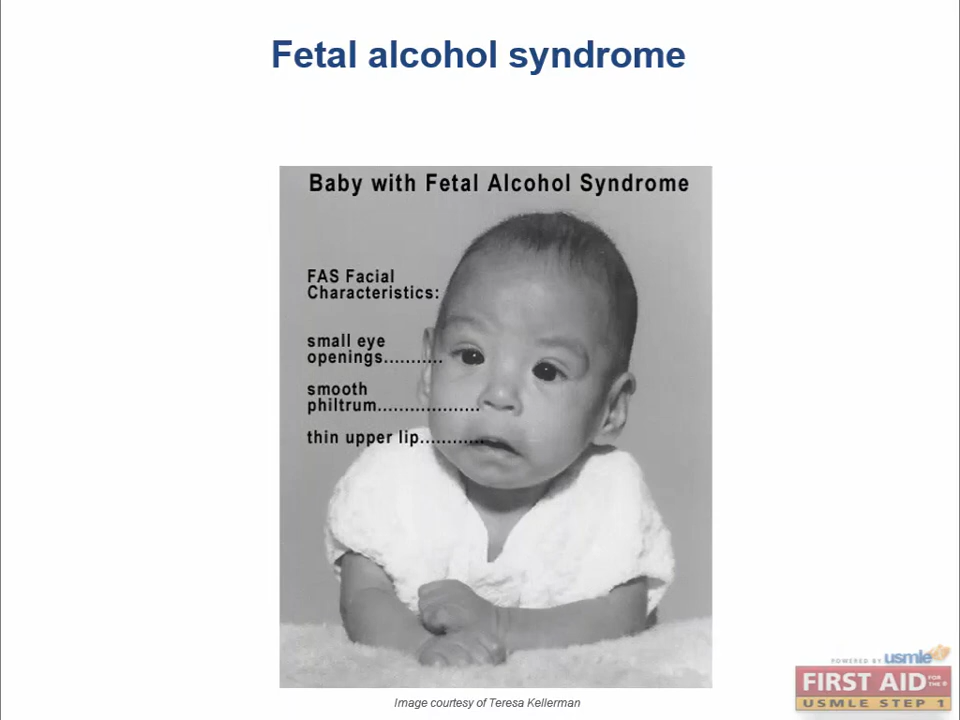 Fetal alcohol syndrome
Baby with Fetal Alcohol Syndrome
FAS Facial
Characteristics:
small eye
openings...........
smooth
philtrum...................
thin upper lip............
Image courtesy of Teresa Kellerman
POWERED BY usmle
FIRST AID FOR THE ®
USMLE STEP 1